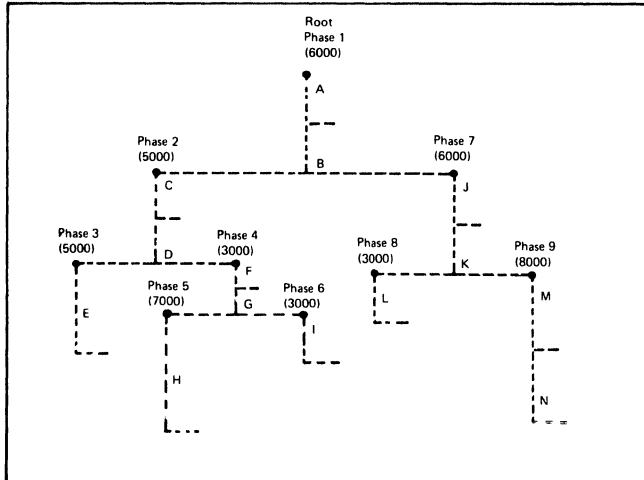 Root
Phase 1
(6000)
A
B
Phase 2
(5000)
C
Phase 7
(6000)
J
Phase 3
(5000)
D
Phase 4
(3000)
F
Phase 8
(3000)
K
Phase 9
(8000)
E
Phase 5
(7000)
G
Phase 6
(3000)
I
L
M
H
N